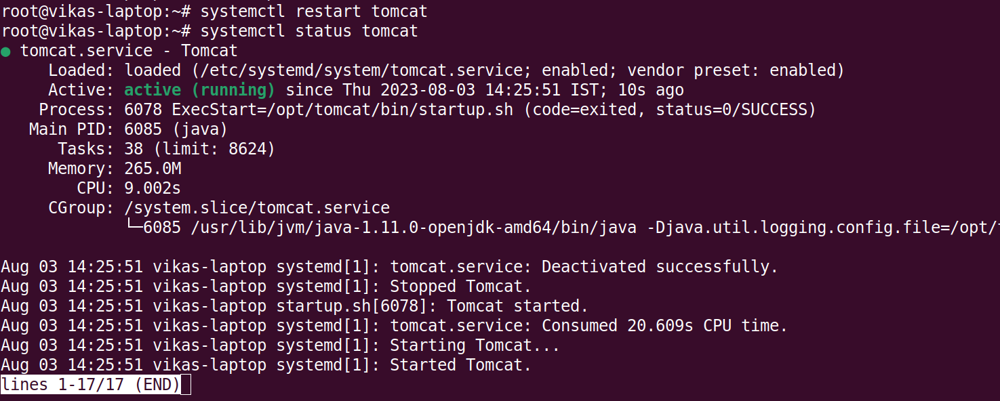 root@vikas-laptop:~# systemctl restart tomcat
root@vikas-laptop:~# systemctl status tomcat
● tomcat.service - Tomcat
     Loaded: loaded (/etc/systemd/system/tomcat.service; enabled; vendor preset: enabled)
     Active: active (running) since Thu 2023-08-03 14:25:51 IST; 10s ago
    Process: 6078 ExecStart=/opt/tomcat/bin/startup.sh (code=exited, status=0/SUCCESS)
   Main PID: 6085 (java)
      Tasks: 38 (limit: 8624)
     Memory: 265.0M
        CPU: 9.002s
     CGroup: /system.slice/tomcat.service
             └─6085 /usr/lib/jvm/java-1.11.0-openjdk-amd64/bin/java -Djava.util.logging.config.file=/opt/

Aug 03 14:25:51 vikas-laptop systemd[1]: tomcat.service: Deactivated successfully.
Aug 03 14:25:51 vikas-laptop systemd[1]: Stopped Tomcat.
Aug 03 14:25:51 vikas-laptop startup.sh[6078]: Tomcat started.
Aug 03 14:25:51 vikas-laptop systemd[1]: tomcat.service: Consumed 20.609s CPU time.
Aug 03 14:25:51 vikas-laptop systemd[1]: Starting Tomcat...
Aug 03 14:25:51 vikas-laptop systemd[1]: Started Tomcat.
lines 1-17/17 (END)